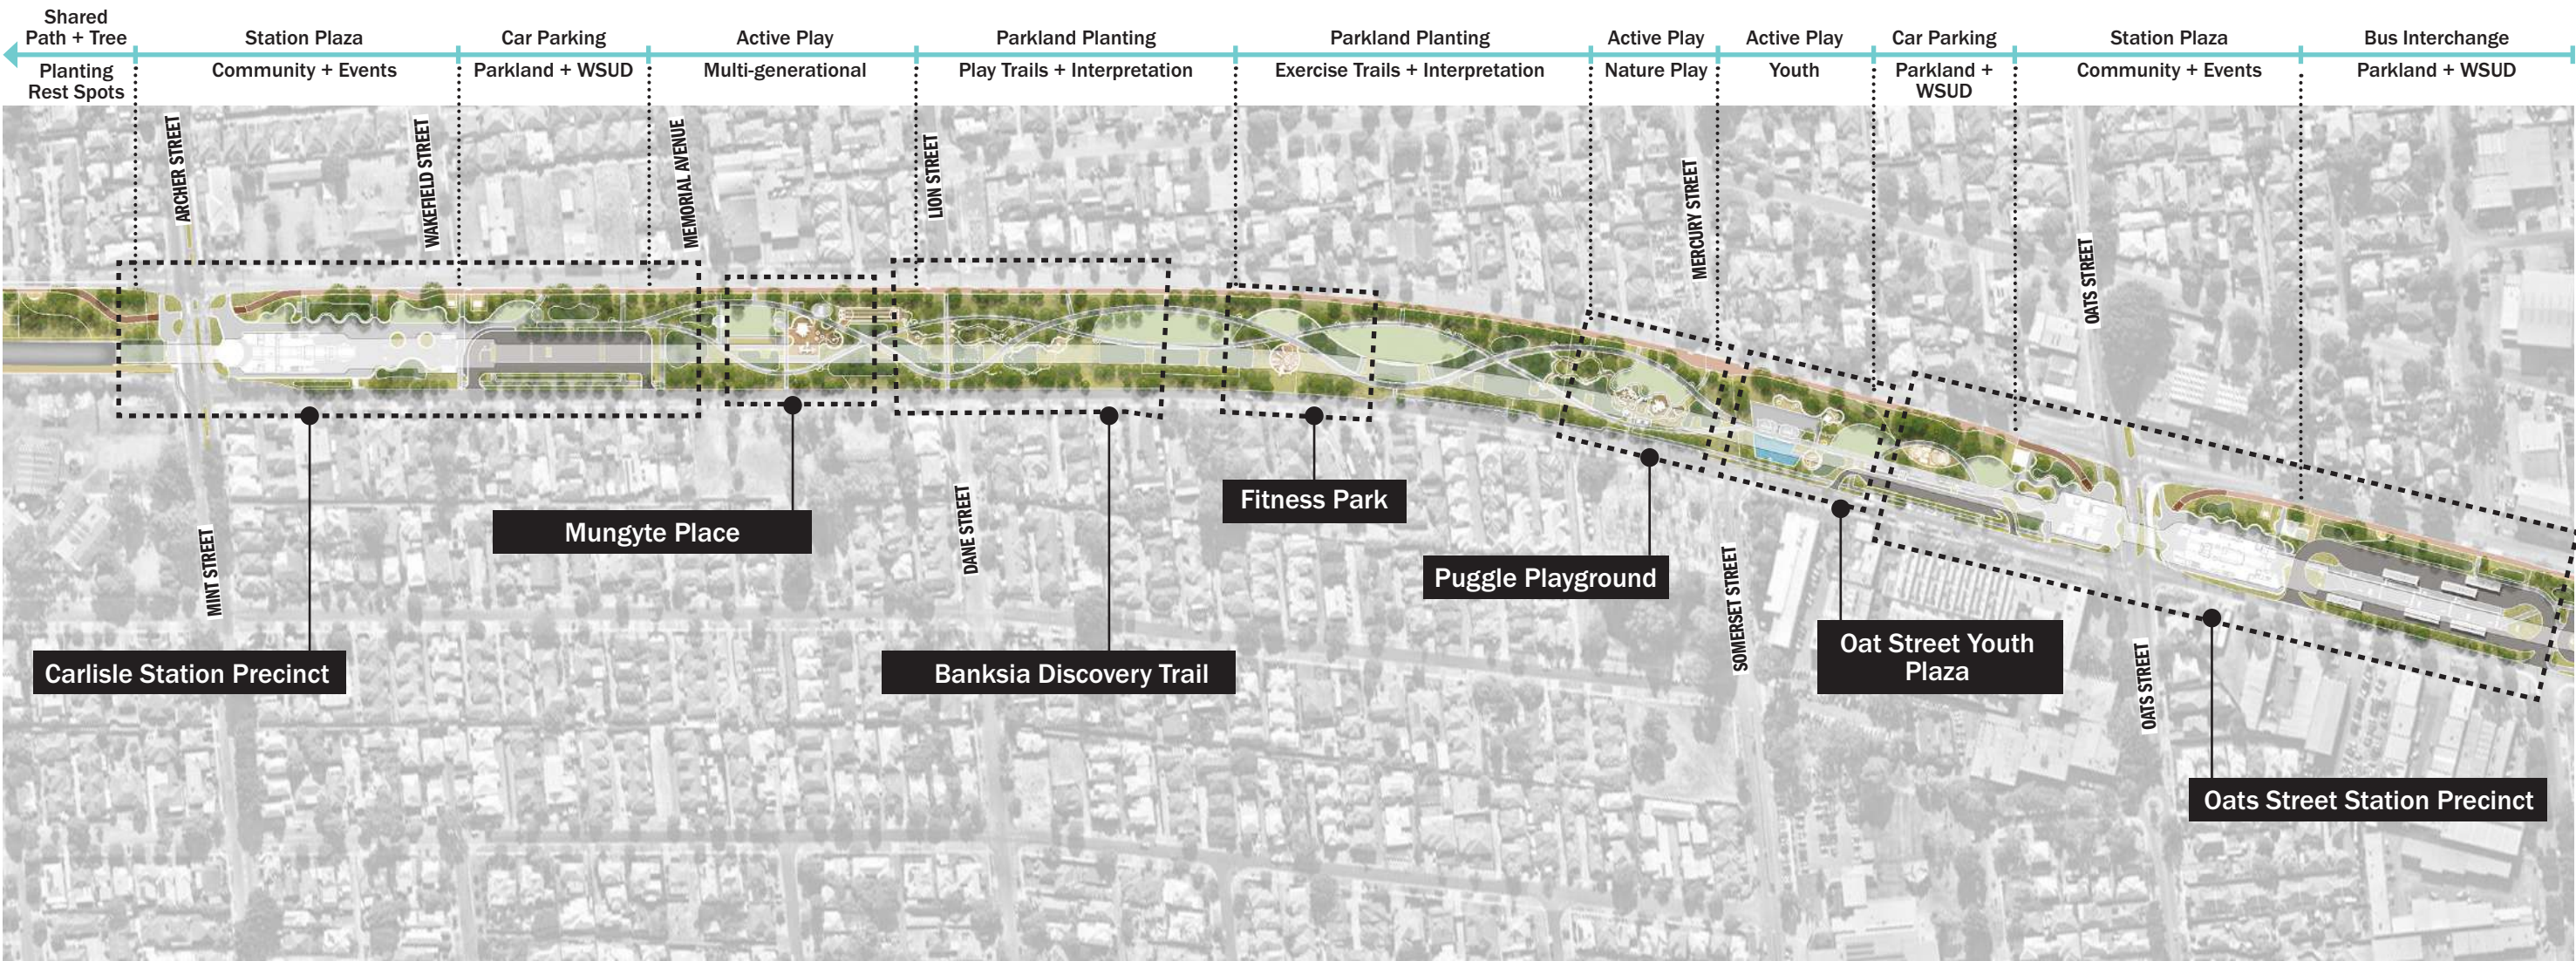 Shared
Path + Tree
Planting
Rest Spots
Station Plaza
Community + Events
Car Parking
Parkland + WSUD
Active Play
Multi-generational
Parkland Planting
Play Trails + Interpretation
Parkland Planting
Exercise Trails + Interpretation
Active Play
Nature Play
Active Play
Youth
Car Parking
Parkland +
WSUD
Station Plaza
Community + Events
Bus Interchange
Parkland + WSUD
ARCHER STREET
WAKEFIELD STREET
MEMORIAL AVENUE
LION STREET
MERCURY STREET
OATS STREET
MINT STREET
DANE STREET
SOMERSET STREET
OATS STREET
Carlisle Station Precinct
Mungyte Place
Banksia Discovery Trail
Fitness Park
Puggle Playground
Oat Street Youth
Plaza
Oats Street Station Precinct